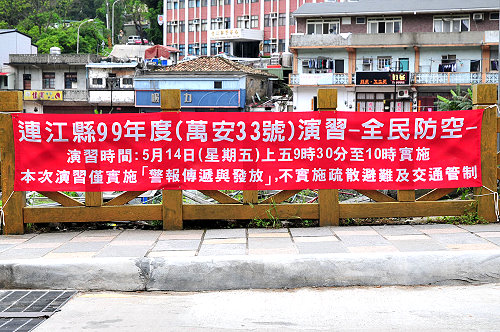 連江縣99年度(萬安33號)演習-全民防空-
演習時間:5月14日(星期五)上五9時30分至10時實施
本次演習僅實施「警報傳遞與發放」,不實施疏散避難及交通管制